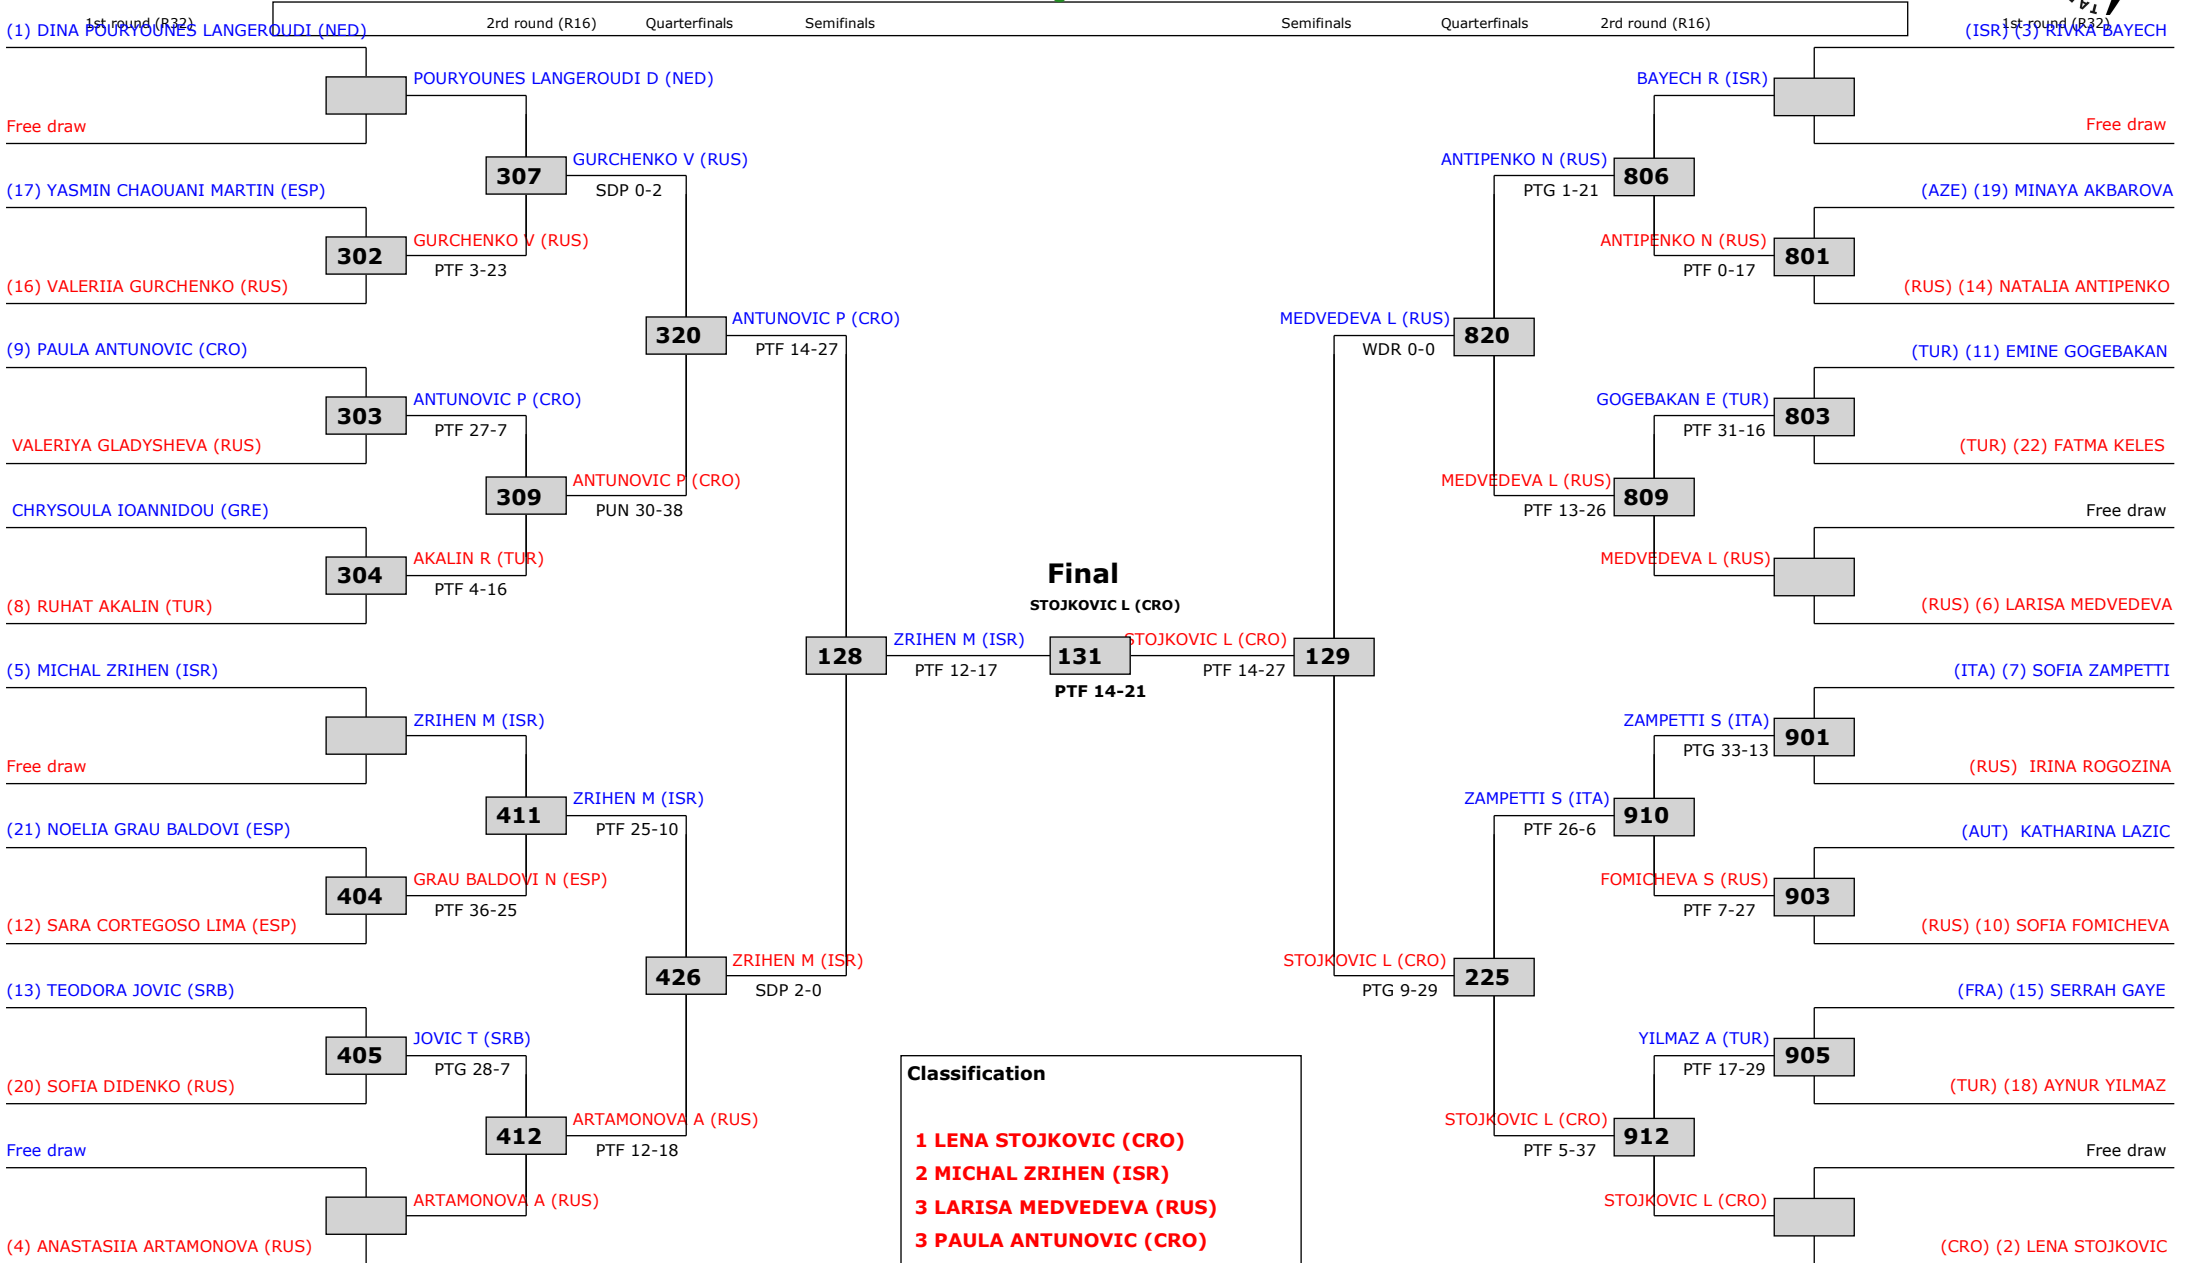 1st round (R32) 2rd round (R16) Quarterfinals Semifinals Semifinals Quarterfinals 2rd round (R16) 1st round (R32)
(1) DINA POURYOUNES LANGEROUDI (NED)
POURYOUNES LANGEROUDI D (NED)
Free draw
GURCHENKO V (RUS)
307
SDP 0-2
(17) YASMIN CHAOUANI MARTIN (ESP)
GURCHENKO V (RUS)
302
PTF 3-23
(16) VALERIIA GURCHENKO (RUS)
ANTUNOVIC P (CRO)
320
PTF 14-27
(9) PAULA ANTUNOVIC (CRO)
ANTUNOVIC P (CRO)
303
PTF 27-7
VALERIYA GLADYSHEVA (RUS)
ANTUNOVIC P (CRO)
309
PUN 30-38
CHRYSOULA IOANNIDOU (GRE)
AKALIN R (TUR)
304
PTF 4-16
(8) RUHAT AKALIN (TUR)
ZRIHEN M (ISR)
128
PTF 12-17
(5) MICHAL ZRIHEN (ISR)
ZRIHEN M (ISR)
Free draw
ZRIHEN M (ISR)
411
PTF 25-10
(21) NOELIA GRAU BALDOVI (ESP)
GRAU BALDOVI N (ESP)
404
PTF 36-25
(12) SARA CORTEGOSO LIMA (ESP)
ZRIHEN M (ISR)
426
SDP 2-0
(13) TEODORA JOVIC (SRB)
JOVIC T (SRB)
405
PTG 28-7
(20) SOFIA DIDENKO (RUS)
ARTAMONOVA A (RUS)
412
PTF 12-18
Free draw
ARTAMONOVA A (RUS)
(4) ANASTASIIA ARTAMONOVA (RUS)
Final
STOJKOVIC L (CRO)
131
PTF 14-21
Classification
1 LENA STOJKOVIC (CRO)
2 MICHAL ZRIHEN (ISR)
3 LARISA MEDVEDEVA (RUS)
3 PAULA ANTUNOVIC (CRO)
(ISR) (3) RIVKA BAYECH
BAYECH R (ISR)
Free draw
ANTIPENKO N (RUS)
806
PTG 1-21
(AZE) (19) MINAYA AKBAROVA
ANTIPENKO N (RUS)
801
PTF 0-17
(RUS) (14) NATALIA ANTIPENKO
MEDVEDEVA L (RUS)
820
WDR 0-0
(TUR) (11) EMINE GOGEBAKAN
GOGEBAKAN E (TUR)
803
PTF 31-16
(TUR) (22) FATMA KELES
MEDVEDEVA L (RUS)
809
PTF 13-26
Free draw
MEDVEDEVA L (RUS)
(RUS) (6) LARISA MEDVEDEVA
STOJKOVIC L (CRO)
129
PTF 14-27
(ITA) (7) SOFIA ZAMPETTI
ZAMPETTI S (ITA)
901
PTG 33-13
(RUS) IRINA ROGOZINA
ZAMPETTI S (ITA)
910
PTF 26-6
(AUT) KATHARINA LAZIC
FOMICHEVA S (RUS)
903
PTF 7-27
(RUS) (10) SOFIA FOMICHEVA
STOJKOVIC L (CRO)
225
PTG 9-29
(FRA) (15) SERRAH GAYE
YILMAZ A (TUR)
905
PTF 17-29
(TUR) (18) AYNUR YILMAZ
STOJKOVIC L (CRO)
912
PTF 5-37
Free draw
STOJKOVIC L (CRO)
(CRO) (2) LENA STOJKOVIC